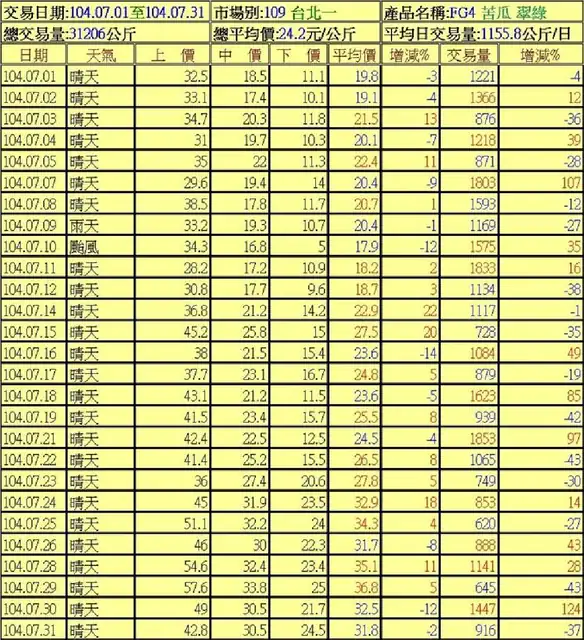 交易日期:104.07.01至104.07.31 市場別:109 台北一 產品名稱:FG4 苦瓜 翠綠
總交易量:31206公斤 總平均價:24.2元/公斤 平均日交易量:1155.8公斤/日
日期 天氣 上 價 中 價 下 價 平均價 增減% 交易量 增減%
104.07.01 晴天 32.5 18.5 11.1 19.8 -3 1221 -4
104.07.02 晴天 33.1 17.4 10.1 19.1 -4 1366 12
104.07.03 晴天 34.7 20.3 11.8 21.5 13 876 -36
104.07.04 晴天 31 19.7 10.3 20.1 -7 1218 39
104.07.05 晴天 35 22 11.3 22.4 11 871 -28
104.07.07 晴天 29.6 19.4 14 20.4 -9 1803 107
104.07.08 晴天 38.5 17.8 11.7 20.7 1 1593 -12
104.07.09 雨天 33.2 19.3 10.7 20.4 -1 1169 -27
104.07.10 颱風 34.3 16.8 5 17.9 -12 1575 35
104.07.11 晴天 28.2 17.2 10.9 18.2 2 1833 16
104.07.12 晴天 30.8 17.7 9.6 18.7 3 1134 -38
104.07.14 晴天 36.8 21.2 14.2 22.9 22 1117 -1
104.07.15 晴天 45.2 25.8 15 27.5 20 728 -35
104.07.16 晴天 38 21.5 15.4 23.6 -14 1084 49
104.07.17 晴天 37.7 23.1 16.7 24.8 5 879 -19
104.07.18 晴天 43.1 21.2 11.5 23.6 -5 1623 85
104.07.19 晴天 41.5 23.4 15.7 25.5 8 939 -42
104.07.21 晴天 42.4 22.5 12.5 24.5 -4 1853 97
104.07.22 晴天 41.4 25.2 15.5 26.5 8 1065 -43
104.07.23 晴天 36 27.4 20.6 27.8 5 749 -30
104.07.24 晴天 45 31.9 23.5 32.9 18 853 14
104.07.25 晴天 51.1 32.2 24 34.3 4 620 -27
104.07.26 晴天 46 30 22.3 31.7 -8 888 43
104.07.28 晴天 54.6 32.4 23.4 35.1 11 1141 28
104.07.29 晴天 57.6 33.8 25 36.8 5 645 -43
104.07.30 晴天 49 30.5 21.7 32.5 -12 1447 124
104.07.31 晴天 42.8 30.5 24.5 31.8 -2 916 -37